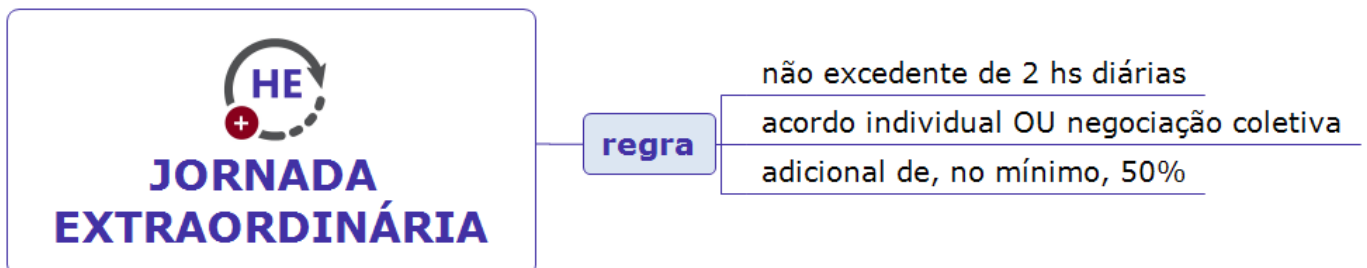 HE
+
JORNADA
EXTRAORDINÁRIA
regra
não excedente de 2 hs diárias
acordo individual OU negociação coletiva
adicional de, no mínimo, 50%